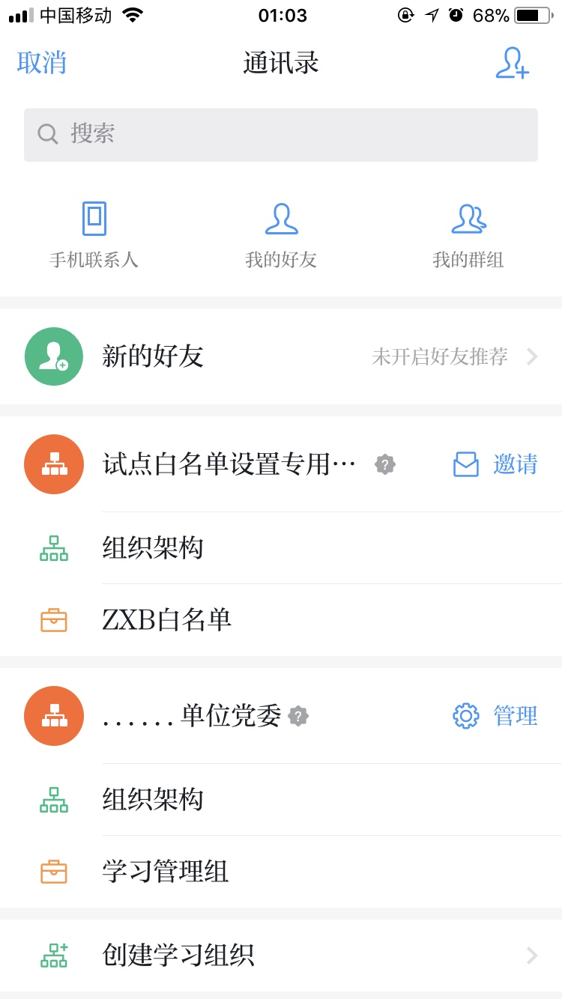 中国移动 01:03 68%
取消 通讯录
搜索
手机联系人 我的好友 我的群组
新的好友 未开启好友推荐
试点白名单设置专用… ? 邀请
组织架构
ZXB白名单
......单位党委 ? 管理
组织架构
学习管理组
创建学习组织